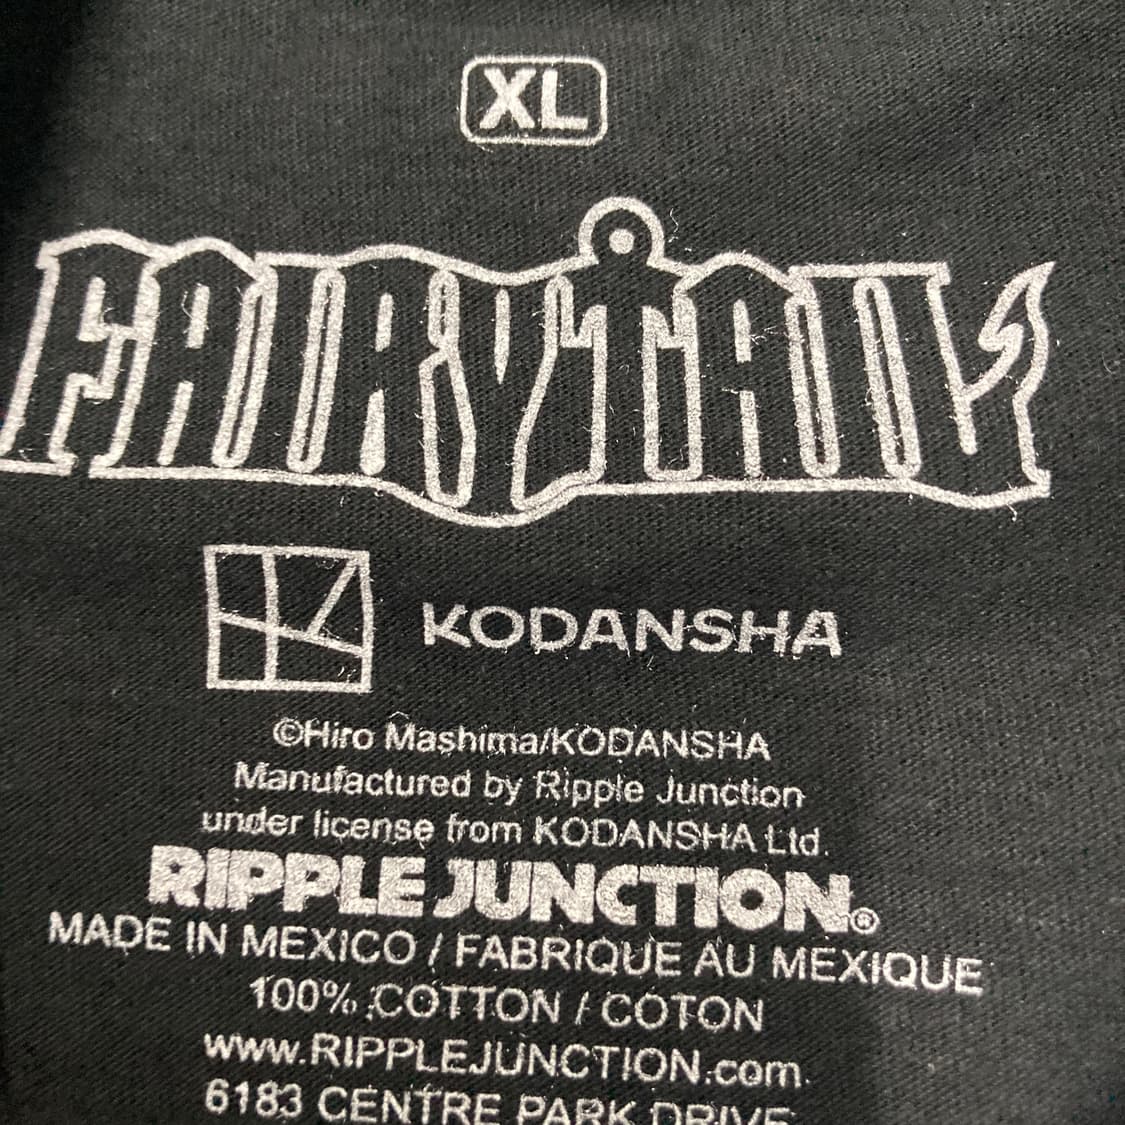 XL
FAIRY TAIL
KODANSHA
©Hiro Mashima/KODANSHA
Manufactured by Ripple Junction
under license from KODANSHA Ltd.
RIPPLE JUNCTION®
MADE IN MEXICO / FABRIQUE AU MEXIQUE
100% COTTON / COTON
www.RIPPLEJUNCTION.com
6183 CENTRE PARK DRIVE